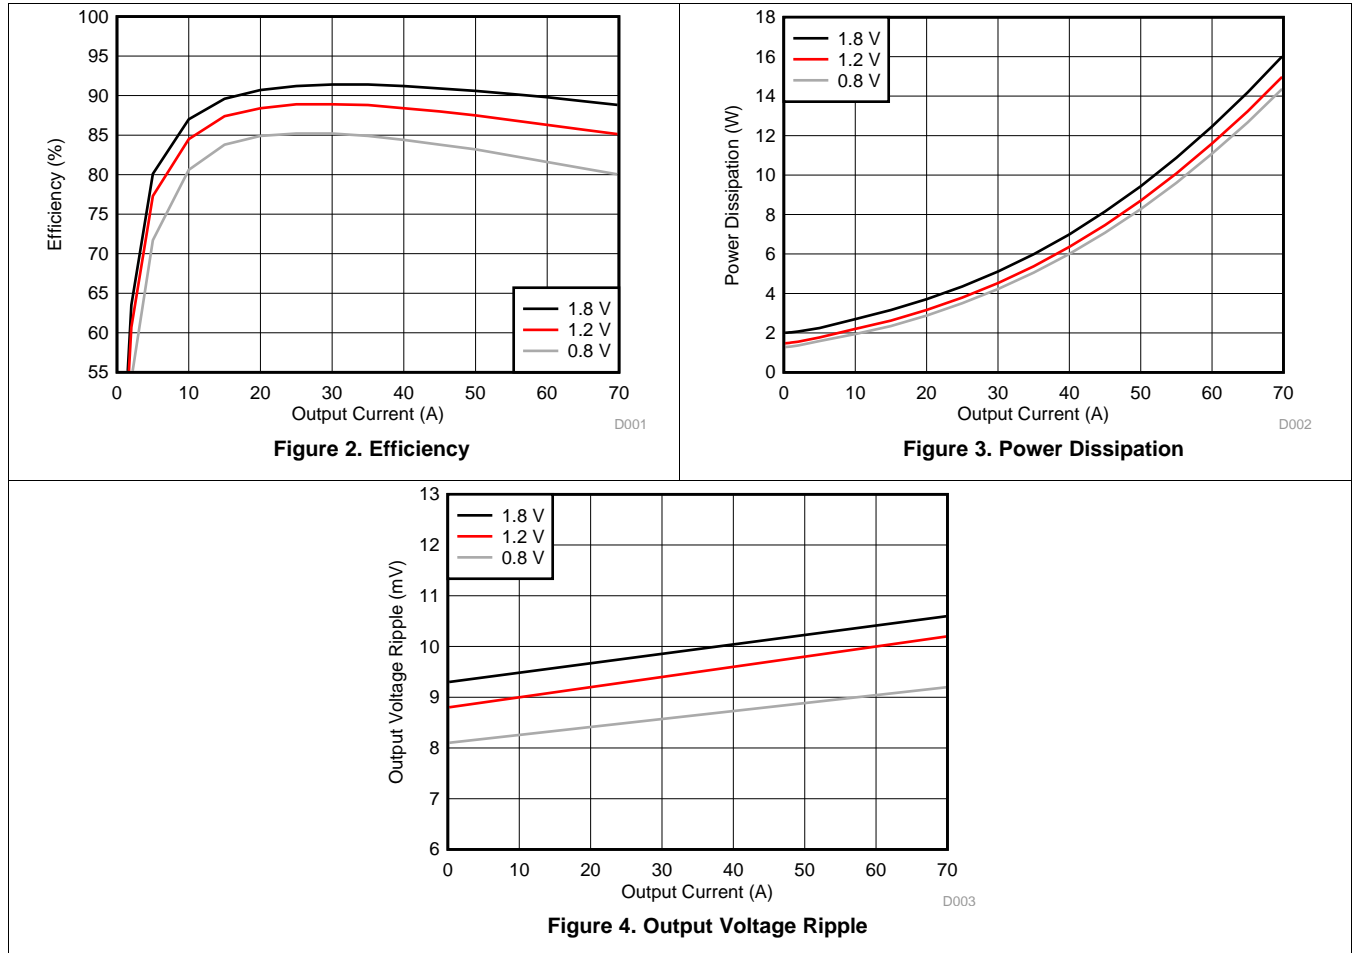 100
95
90
85
80
75
70
65
60
55
Efficiency (%)
1.8 V
1.2 V
0.8 V
0 10 20 30 40 50 60 70
Output Current (A)
D001
Figure 2. Efficiency
18
16
14
12
10
8
6
4
2
0
Power Dissipation (W)
1.8 V
1.2 V
0.8 V
0 10 20 30 40 50 60 70
Output Current (A)
D002
Figure 3. Power Dissipation
13
12
11
10
9
8
7
6
Output Voltage Ripple (mV)
1.8 V
1.2 V
0.8 V
0 10 20 30 40 50 60 70
Output Current (A)
D003
Figure 4. Output Voltage Ripple